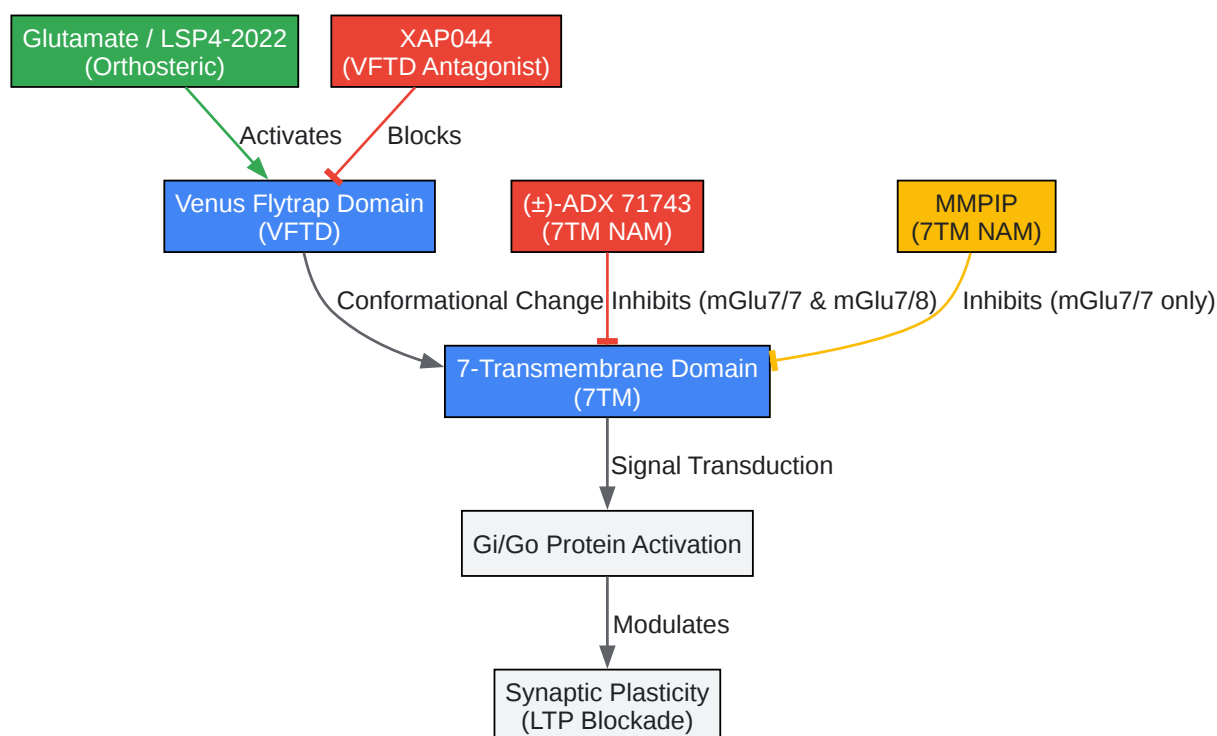 Glutamate / LSP4-2022
(Orthosteric)
XAP044
(VFTD Antagonist)
Activates
Blocks
Venus Flytrap Domain
(VFTD)
(±)-ADX 71743
(7TM NAM)
MMPIP
(7TM NAM)
Conformational Change
Inhibits (mGlu7/7 & mGlu7/8)
Inhibits (mGlu7/7 only)
7-Transmembrane Domain
(7TM)
Signal Transduction
Gi/Go Protein Activation
Modulates
Synaptic Plasticity
(LTP Blockade)